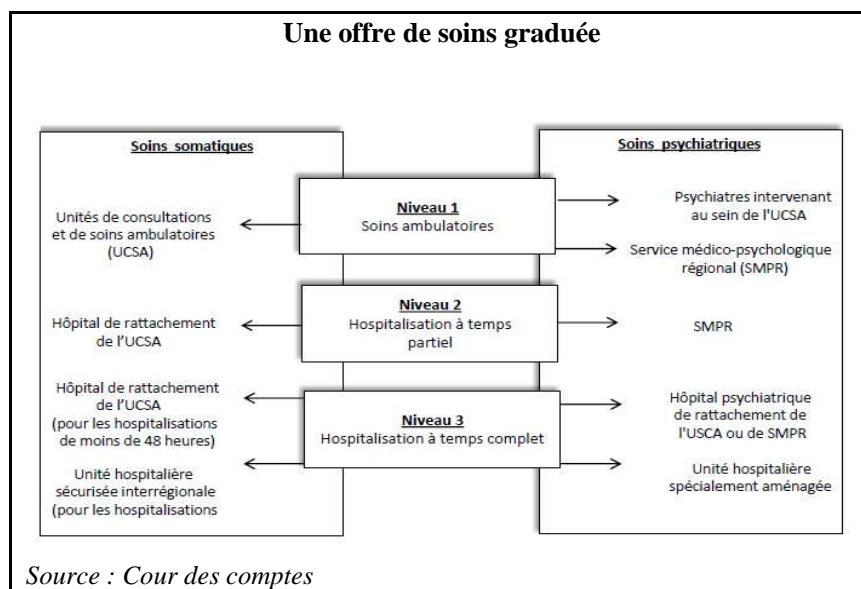 Une offre de soins graduée
Soins somatiques
Unités de consultations
et de soins ambulatoires
(UCSA)
Hôpital de rattachement
de l’UCSA
Hôpital de rattachement
de l’UCSA
(pour les hospitalisations
de moins de 48 heures)
Unité hospitalière
sécurisée interrégionale
(pour les hospitalisations
Niveau 1
Soins ambulatoires
Niveau 2
Hospitalisation à temps
partiel
Niveau 3
Hospitalisation à temps complet
Soins psychiatriques
Psychiatres intervenant
au sein de l'UCSA
Service médico-psychologique
régional (SMPR)
SMPR
Hôpital psychiatrique
de rattachement de
l'USCA ou de SMPR
Unité hospitalière
spécialement aménagée
Source : Cour des comptes